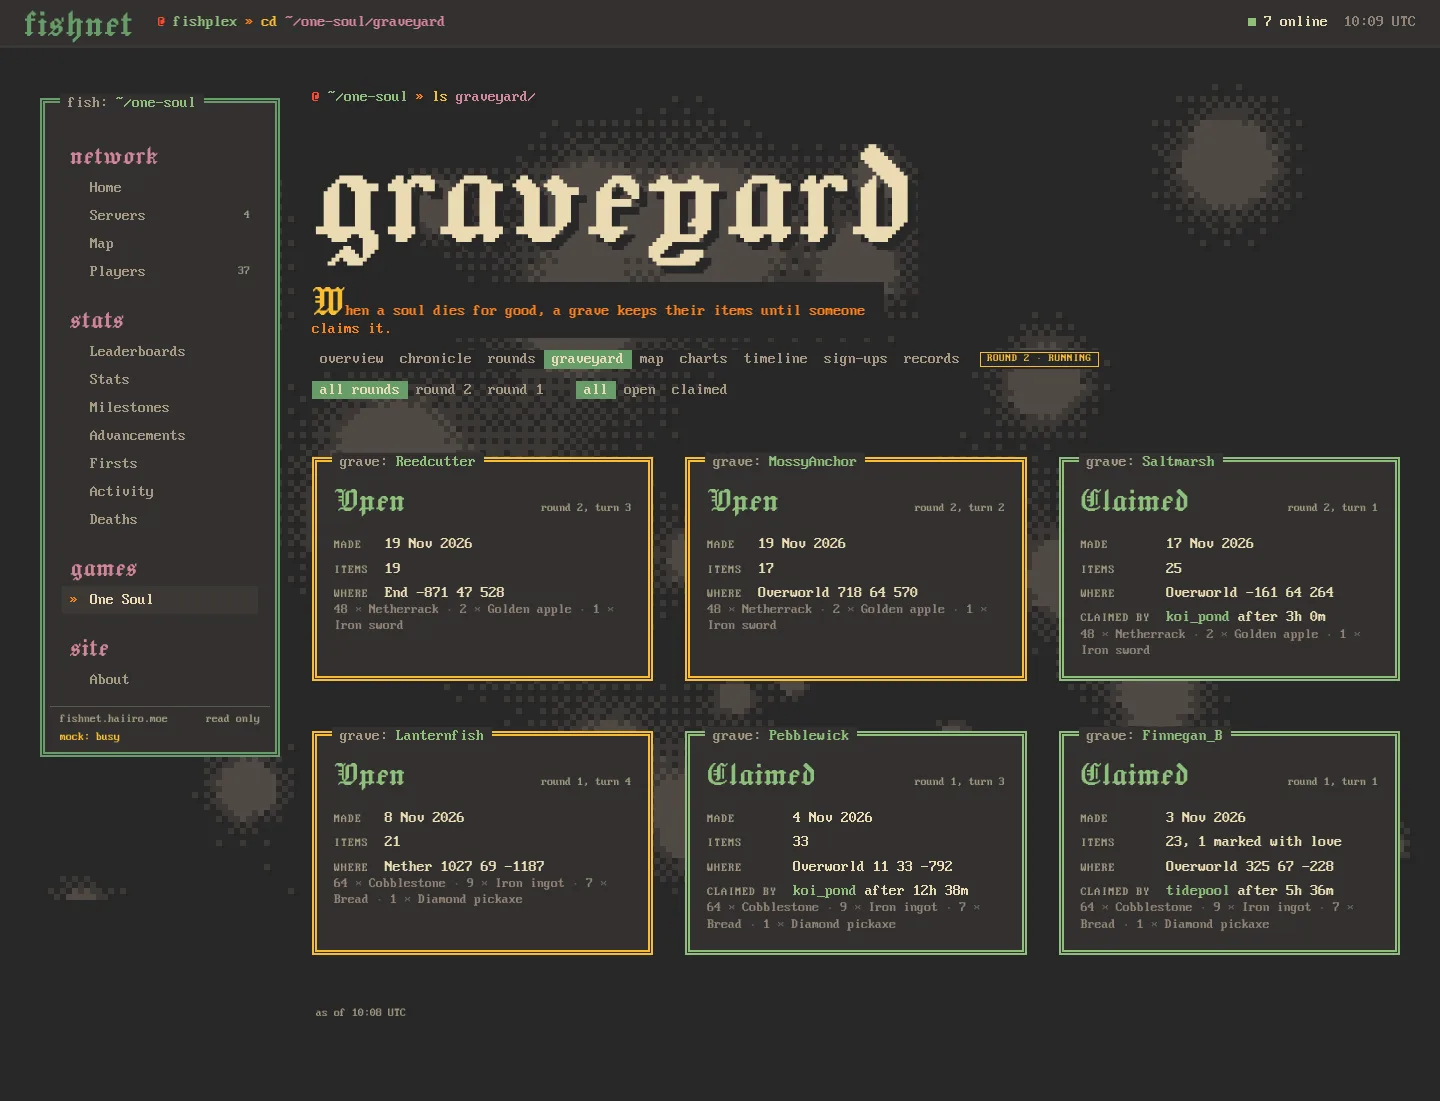 fishnet
@ fishplex » cd ~/one-soul/graveyard
7 online 10:09 UTC
fish: ~/one-soul
network
Home
Servers 4
Map
Players 37
stats
Leaderboards
Stats
Milestones
Advancements
Firsts
Activity
Deaths
games
» One Soul
site
About
fishnet.haiiro.moe read only
mock: busy
@ ~/one-soul » ls graveyard/
graveyard
When a soul dies for good, a grave keeps their items until someone
claims it.
overview chronicle rounds graveyard map charts timeline sign-ups records ROUND 2 · RUNNING
all rounds round 2 round 1 all open claimed
grave: Reedcutter
Open round 2, turn 3
MADE 19 Nov 2026
ITEMS 19
WHERE End -871 47 528
48 × Netherrack · 2 × Golden apple · 1 ×
Iron sword
grave: MossyAnchor
Open round 2, turn 2
MADE 19 Nov 2026
ITEMS 17
WHERE Overworld 718 64 570
48 × Netherrack · 2 × Golden apple · 1 ×
Iron sword
grave: Saltmarsh
Claimed round 2, turn 1
MADE 17 Nov 2026
ITEMS 25
WHERE Overworld -161 64 264
CLAIMED BY koi_pond after 3h 0m
48 × Netherrack · 2 × Golden apple · 1 ×
Iron sword
grave: Lanternfish
Open round 1, turn 4
MADE 8 Nov 2026
ITEMS 21
WHERE Nether 1027 69 -1187
64 × Cobblestone · 9 × Iron ingot · 7 ×
Bread · 1 × Diamond pickaxe
grave: Pebblewick
Claimed round 1, turn 3
MADE 4 Nov 2026
ITEMS 33
WHERE Overworld 11 33 -792
CLAIMED BY koi_pond after 12h 38m
64 × Cobblestone · 9 × Iron ingot · 7 ×
Bread · 1 × Diamond pickaxe
grave: Finnegan_B
Claimed round 1, turn 1
MADE 3 Nov 2026
ITEMS 23, 1 marked with love
WHERE Overworld 325 67 -228
CLAIMED BY tidepool after 5h 36m
64 × Cobblestone · 9 × Iron ingot · 7 ×
Bread · 1 × Diamond pickaxe
as of 10:08 UTC